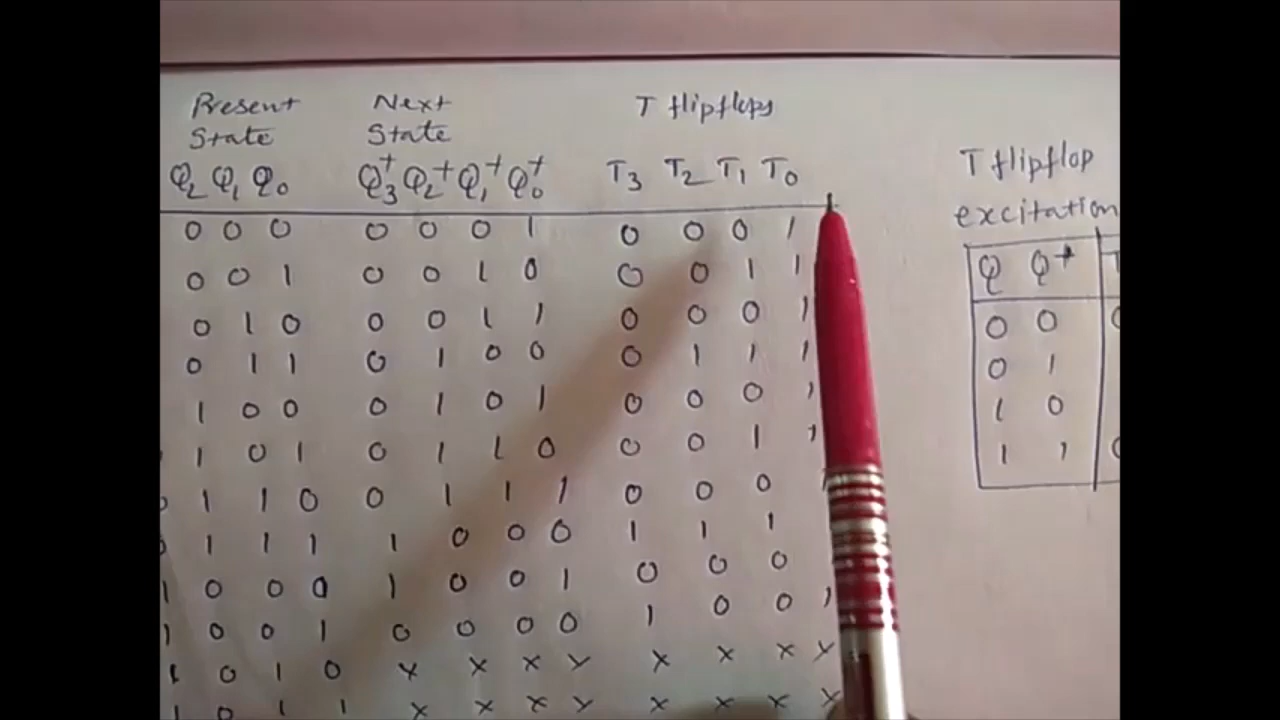 Present Next T flipflops
State State
Q2 Q1 Q0 Q3+ Q2+ Q1+ Q0+ T3 T2 T1 T0
T flipflop
excitation
Q Q+
0 0 0 0 0 0 1 0 0 0 1
0 0 1 0 0 1 0 0 0 1 1
0 1 0 0 0 1 1 0 0 0 1 0 0
0 1 1 0 1 0 0 0 1 1 1 0 1
1 0 0 0 1 0 1 0 0 0 1 1 0
1 0 1 0 1 1 0 0 0 1 1 1 1
1 1 0 0 1 1 1 0 0 0
1 1 1 1 0 0 0 1 1 1
1 0 0 0 1 0 0 1 0 0 0
1 0 0 1 0 0 0 0 1 0 0 1
1 0 1 0 x x x x x x x x
1 0 1 1 x x x x x x x x